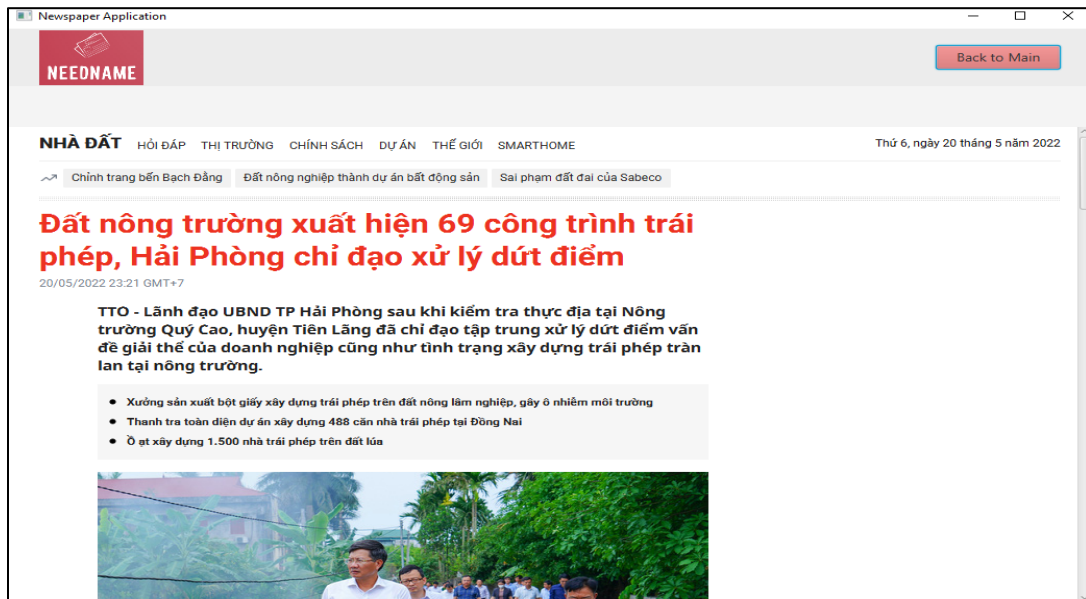 Newspaper Application
NEEDNAME
Back to Main
NHÀ ĐẤT HỎI ĐÁP THỊ TRƯỜNG CHÍNH SÁCH DỰ ÁN THẾ GIỚI SMARTHOME
Thứ 6, ngày 20 tháng 5 năm 2022
Chỉnh trang bến Bạch Đằng Đất nông nghiệp thành dự án bất động sản Sai phạm đất đai của Sabeco
Đất nông trường xuất hiện 69 công trình trái
phép, Hải Phòng chỉ đạo xử lý dứt điểm
20/05/2022 23:21 GMT+7
TTO - Lãnh đạo UBND TP Hải Phòng sau khi kiểm tra thực địa tại Nông
trường Quý Cao, huyện Tiên Lãng đã chỉ đạo tập trung xử lý dứt điểm vấn
đề giải thể của doanh nghiệp cũng như tình trạng xây dựng trái phép tràn
lan tại nông trường.
Xưởng sản xuất bột giấy xây dựng trái phép trên đất nông lâm nghiệp, gây ô nhiễm môi trường
Thanh tra toàn diện dự án xây dựng 488 căn nhà trái phép tại Đồng Nai
Ồ ạt xây dựng 1.500 nhà trái phép trên đất lúa